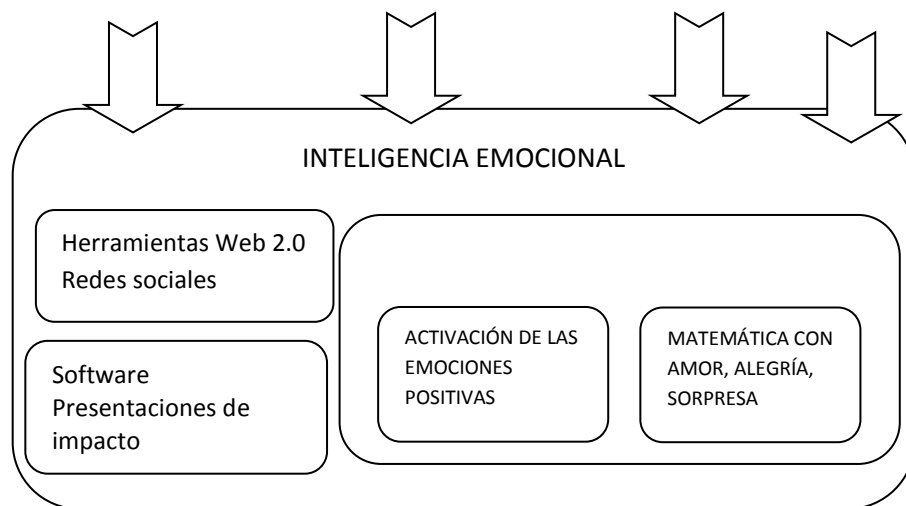 INTELIGENCIA EMOCIONAL
Herramientas Web 2.0
Redes sociales
Software
Presentaciones de
impacto
ACTIVACIÓN DE LAS
EMOCIONES
POSITIVAS
MATEMÁTICA CON
AMOR, ALEGRÍA,
SORPRESA